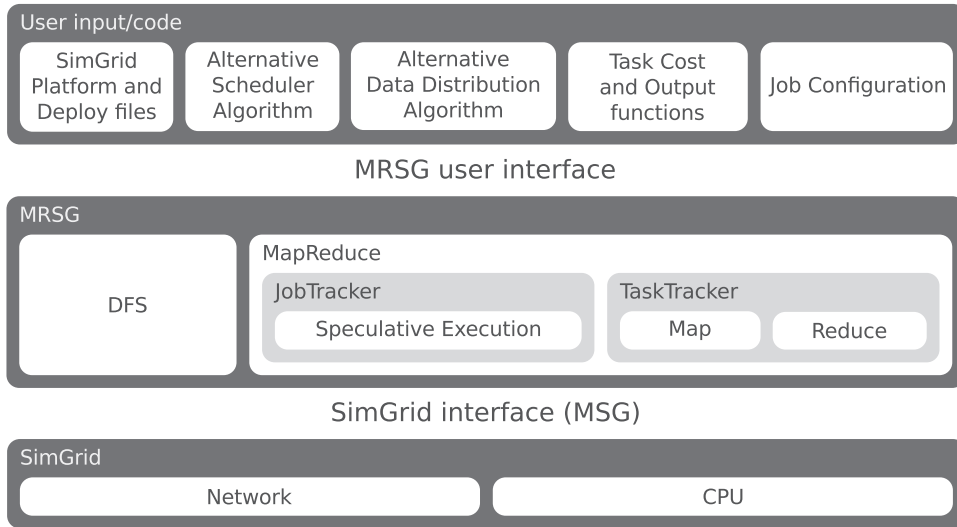 User input/code
SimGrid
Platform and
Deploy files
Alternative
Scheduler
Algorithm
Alternative
Data Distribution
Algorithm
Task Cost
and Output
functions
Job Configuration
MRSG user interface
MRSG
DFS
MapReduce
JobTracker
Speculative Execution
TaskTracker
Map
Reduce
SimGrid interface (MSG)
SimGrid
Network
CPU